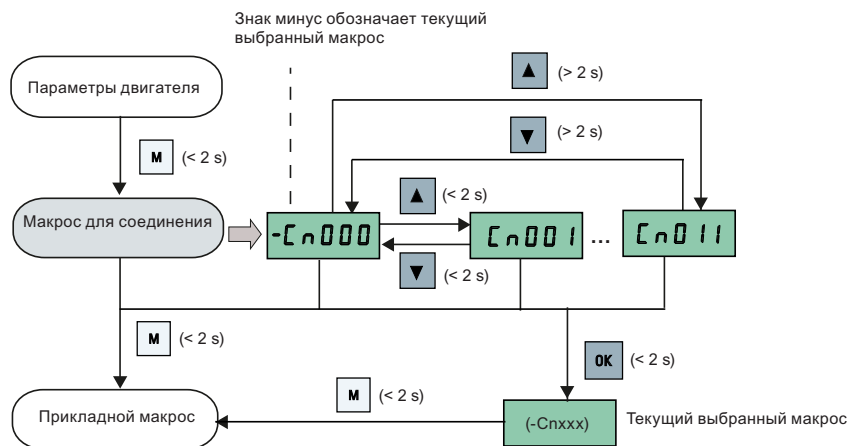 Знак минус обозначает текущий
выбранный макрос
▲ (> 2 s)
Параметры двигателя
▼ (> 2 s)
M (< 2 s)
▲ (< 2 s)
Макрос для соединения
-Cn000
Cn001
...
Cn011
▼ (< 2 s)
M (< 2 s)
OK (< 2 s)
M (< 2 s)
Прикладной макрос
(-Cnxxx)
Текущий выбранный макрос